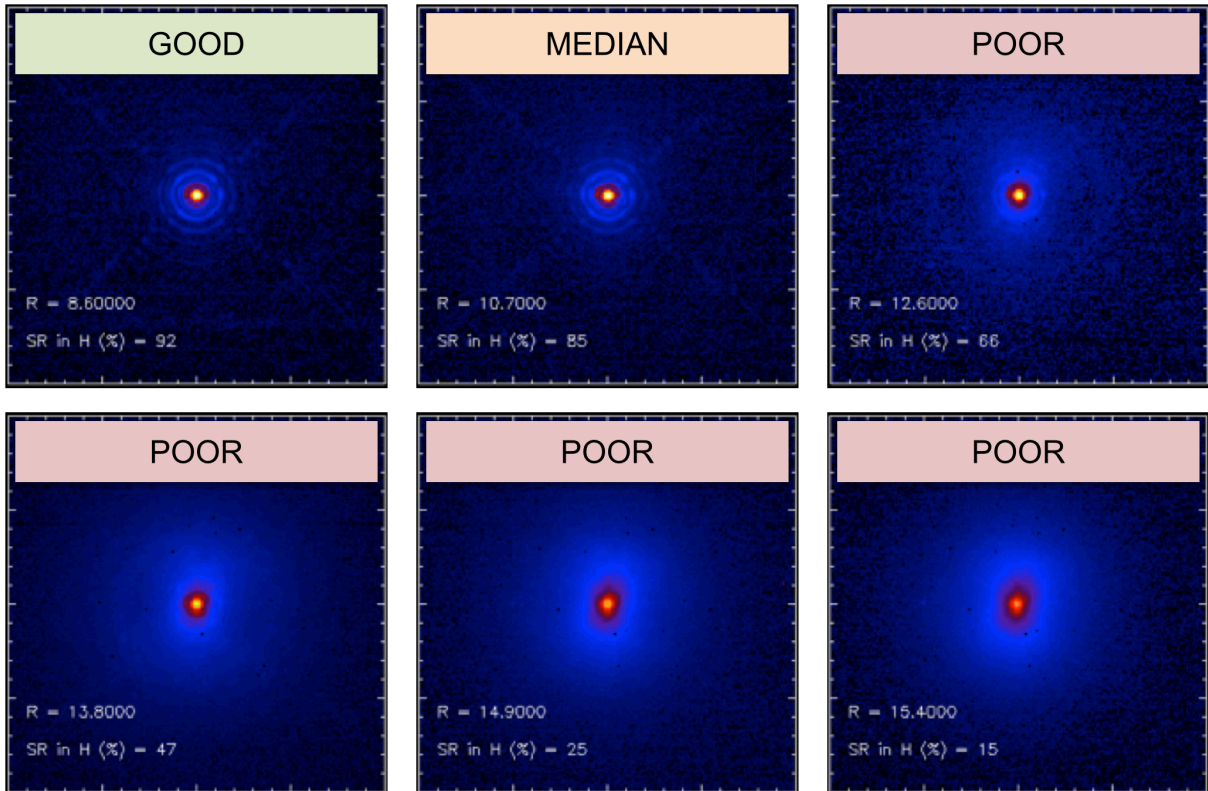 GOOD
R = 8.60000
SR in H (%) = 92
MEDIAN
R = 10.7000
SR in H (%) = 85
POOR
R = 12.6000
SR in H (%) = 66
POOR
R = 13.8000
SR in H (%) = 47
POOR
R = 14.9000
SR in H (%) = 25
POOR
R = 15.4000
SR in H (%) = 15